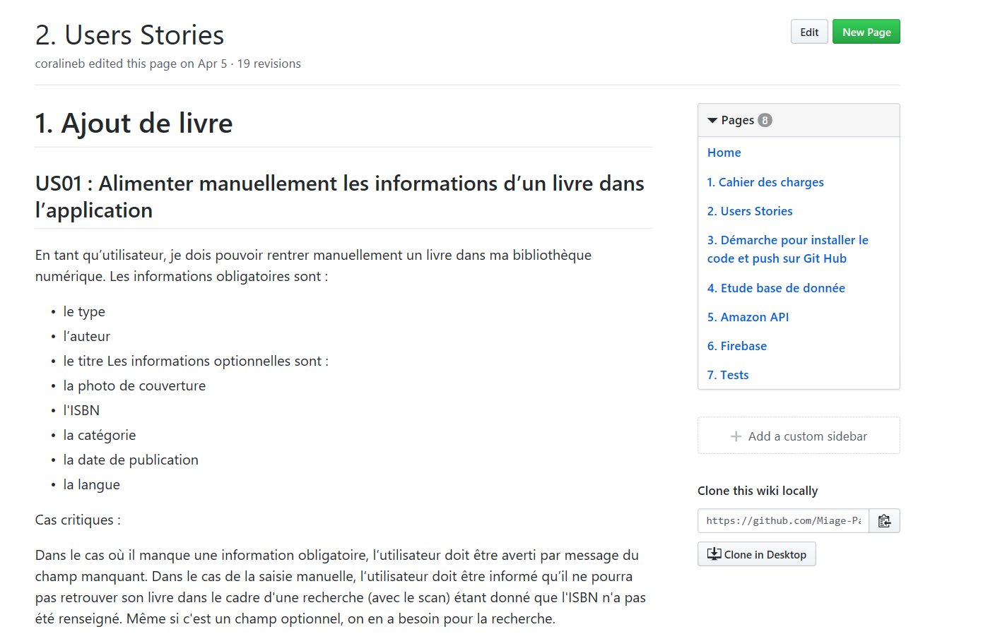 2. Users Stories
Edit
New Page
coralineb edited this page on Apr 5 · 19 revisions
1. Ajout de livre
US01 : Alimenter manuellement les informations d’un livre dans
l’application
En tant qu’utilisateur, je dois pouvoir rentrer manuellement un livre dans ma bibliothèque
numérique. Les informations obligatoires sont :
• le type
• l’auteur
• le titre Les informations optionnelles sont :
• la photo de couverture
• l'ISBN
• la catégorie
• la date de publication
• la langue
Cas critiques :
Dans le cas où il manque une information obligatoire, l’utilisateur doit être averti par message du
champ manquant. Dans le cas de la saisie manuelle, l’utilisateur doit être informé qu’il ne pourra
pas retrouver son livre dans le cadre d'une recherche (avec le scan) étant donné que l'ISBN n'a pas
été renseigné. Même si c'est un champ optionnel, on en a besoin pour la recherche.
Pages 8
Home
1. Cahier des charges
2. Users Stories
3. Démarche pour installer le
code et push sur Git Hub
4. Etude base de donnée
5. Amazon API
6. Firebase
7. Tests
Add a custom sidebar
Clone this wiki locally
https://github.com/Miage-Pa
Clone in Desktop